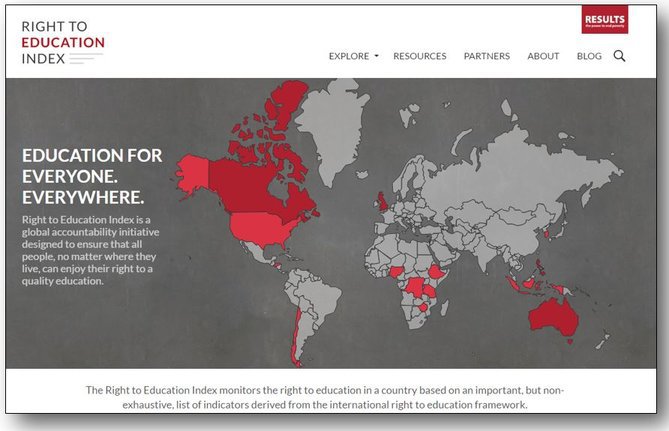 RIGHT TO
EDUCATION
INDEX
RESULTS
the power to end poverty
EXPLORE RESOURCES PARTNERS ABOUT BLOG
EDUCATION FOR
EVERYONE.
EVERYWHERE.
Right to Education Index is a
global accountability initiative
designed to ensure that all
people, no matter where they
live, can enjoy their right to a
quality education.
The Right to Education Index monitors the right to education in a country based on an important, but non-
exhaustive, list of indicators derived from the international right to education framework.